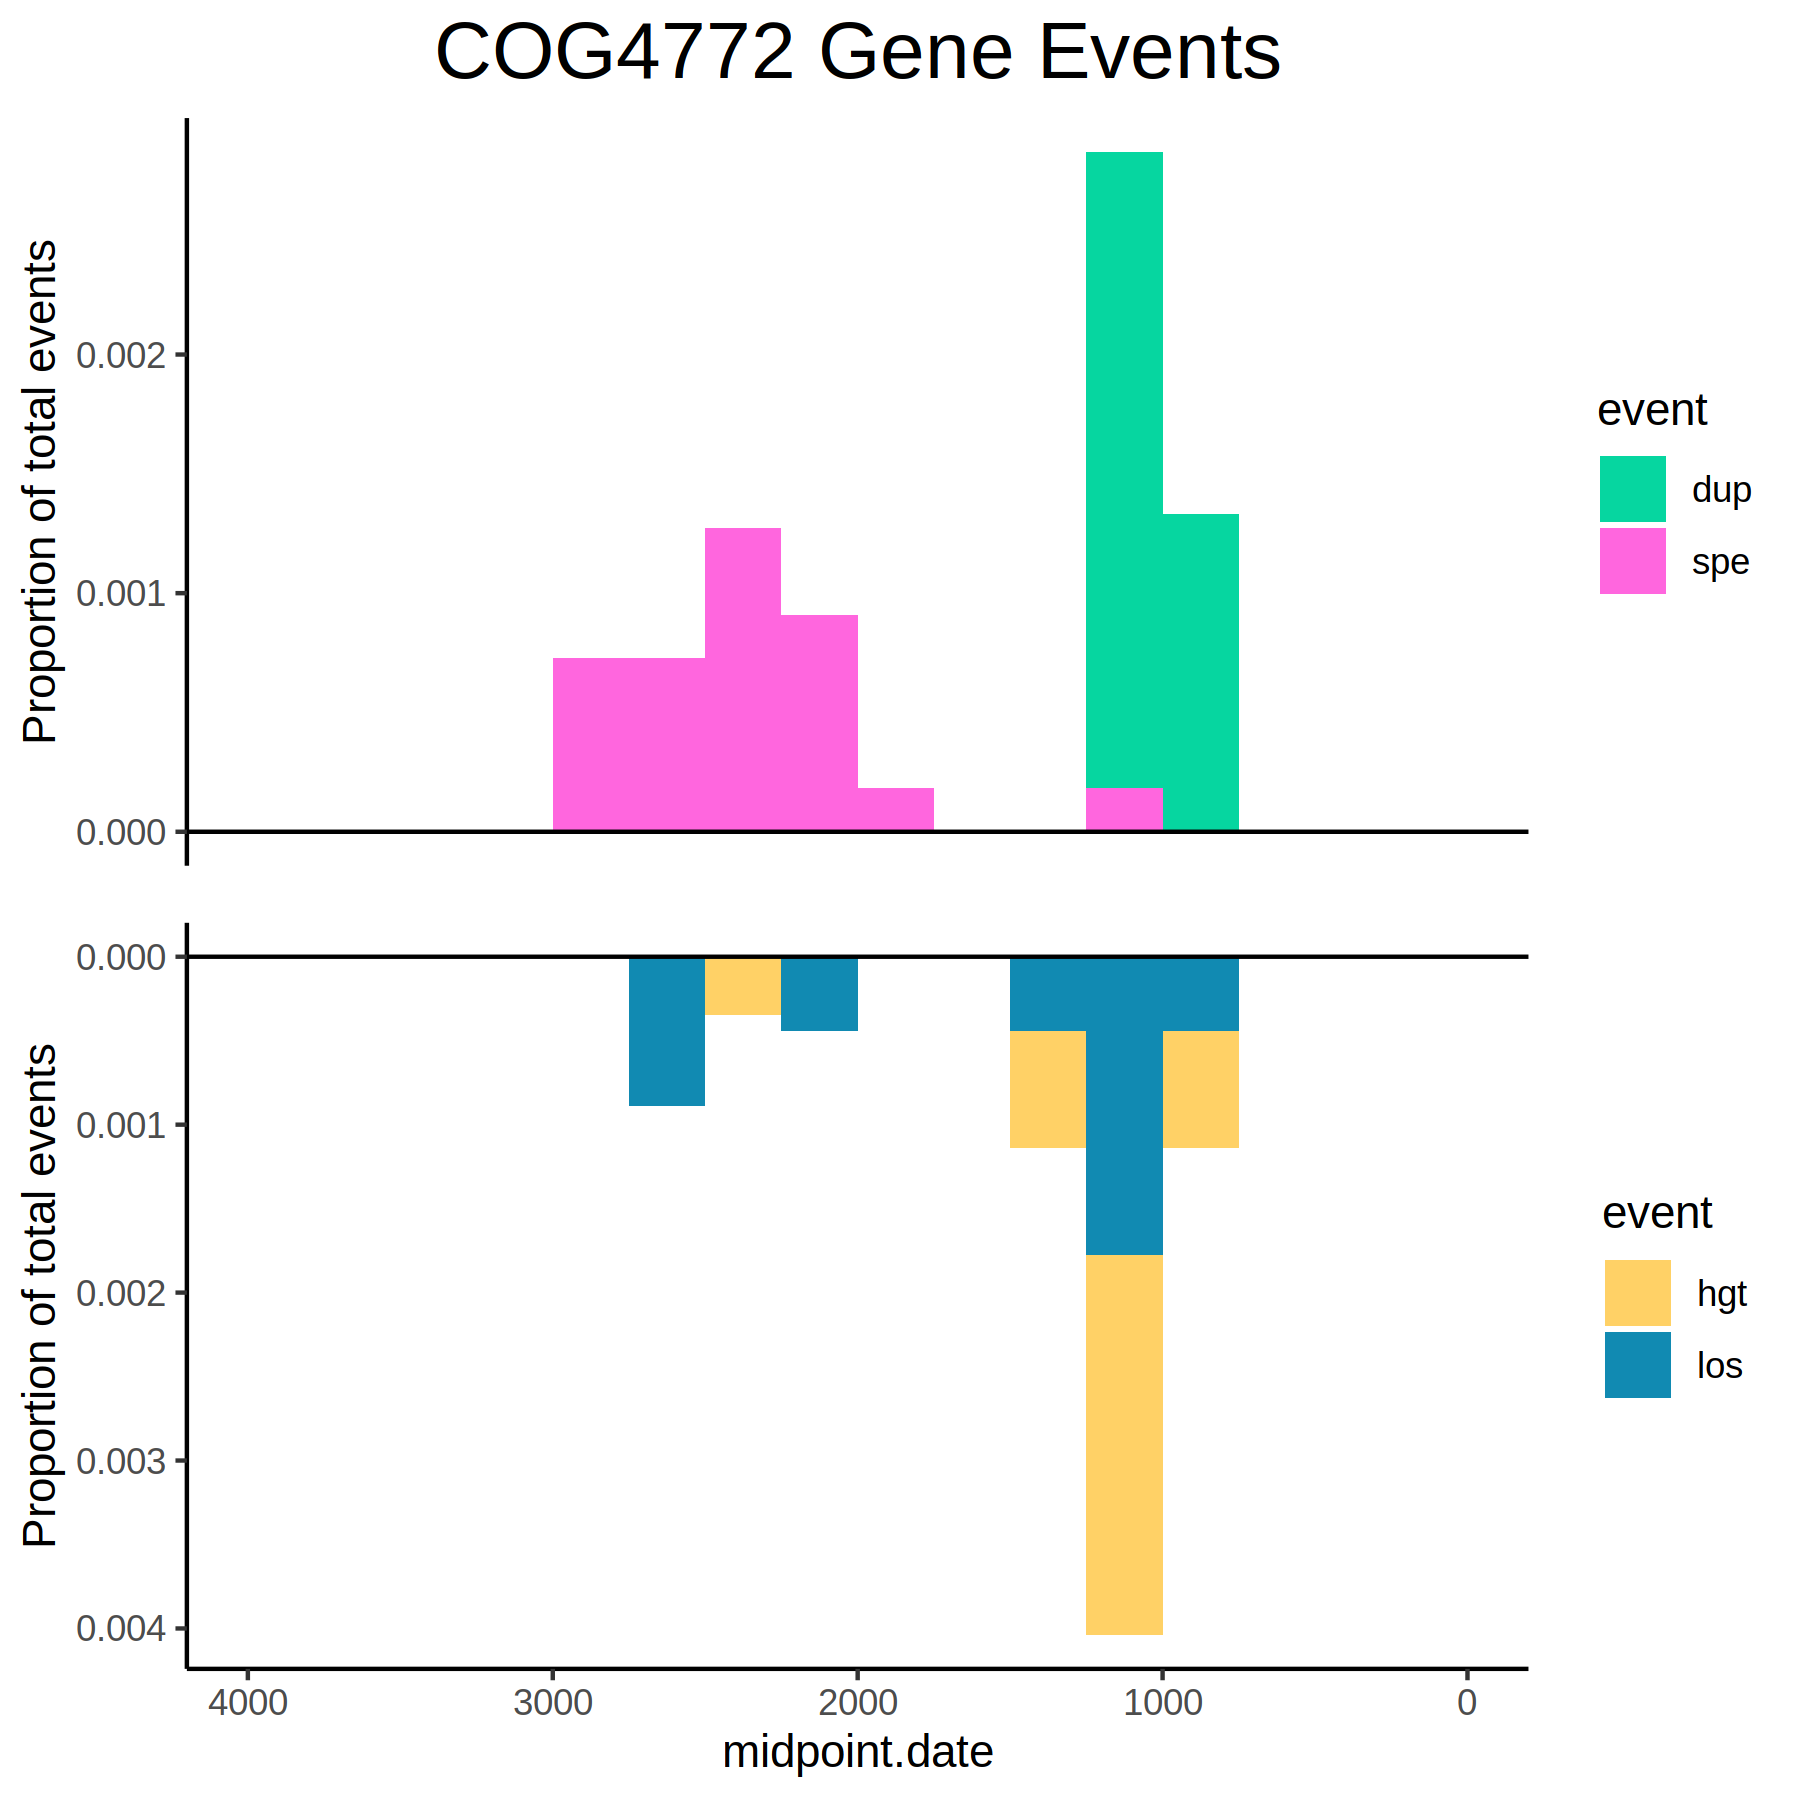 COG4772 Gene Events
Proportion of total events
0.002
0.001
0.000
event
dup
spe
Proportion of total events
0.000
0.001
0.002
0.003
0.004
event
hgt
los
4000 3000 2000 1000 0
midpoint.date